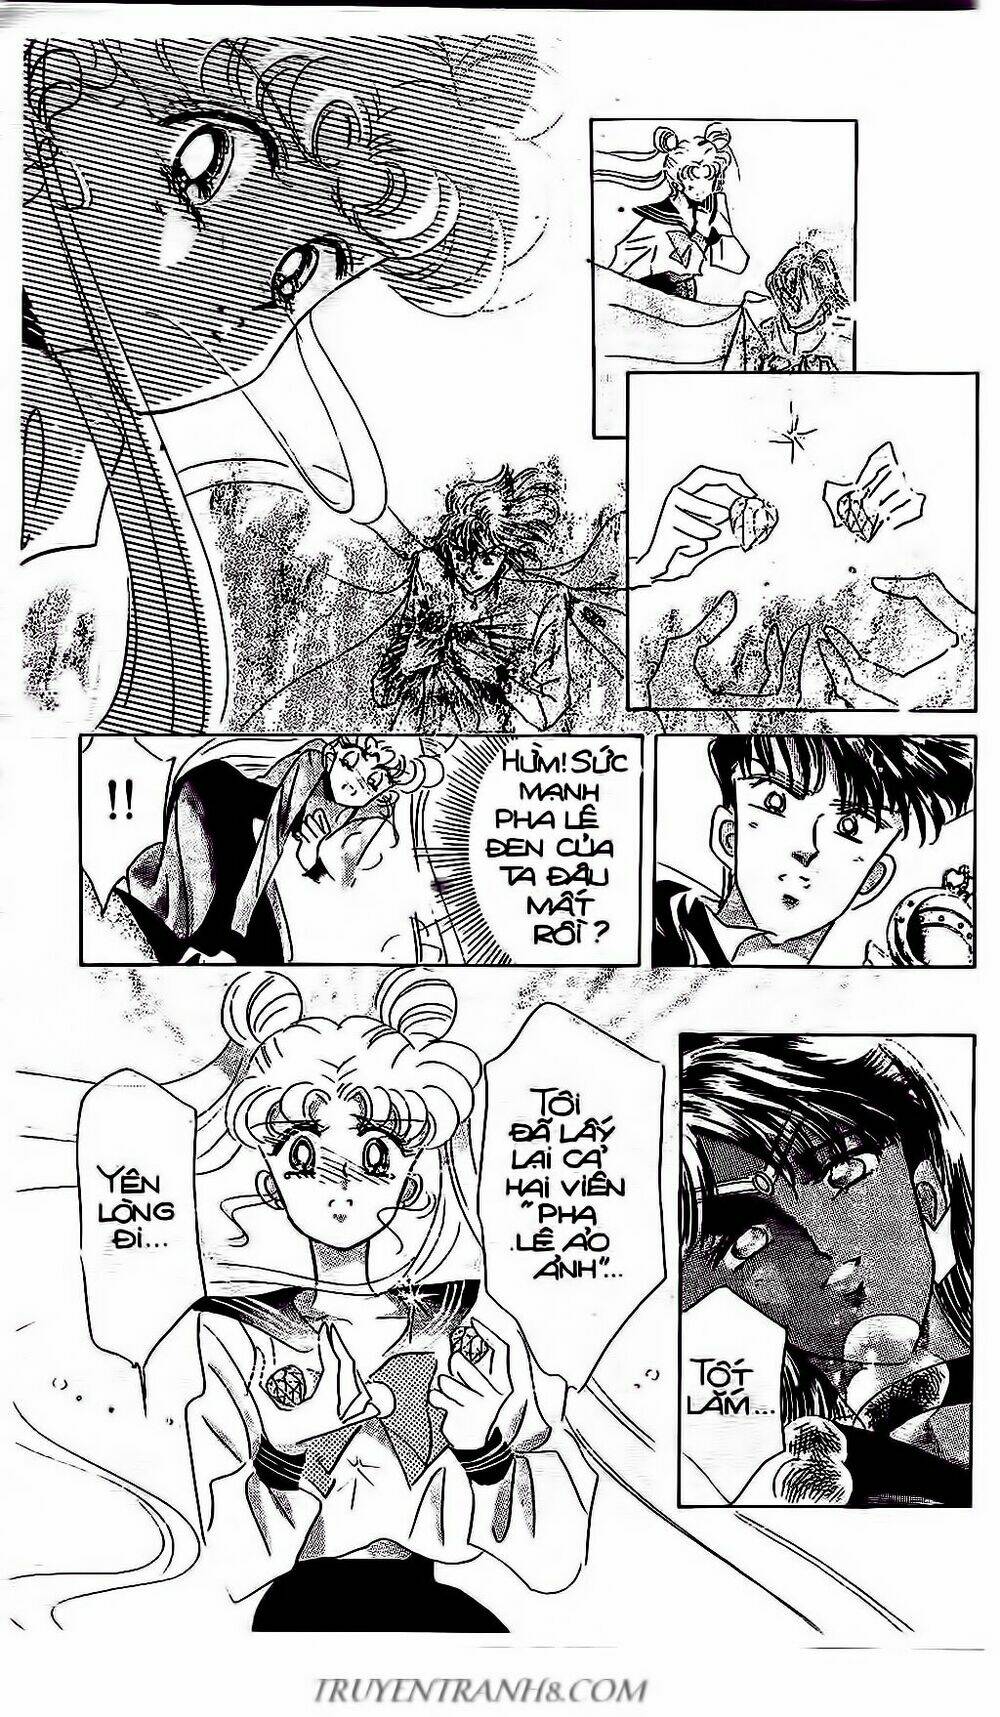 !!
HỪM! SỨC
MẠNH
PHA LÊ
ĐEN CỦA
TA ĐÂU
MẤT
RỒI?
YÊN
LÒNG
ĐI...
TÔI
ĐÃ LẤY
LẠI CẢ
HAI VIÊN
"PHA
LÊ ẢO
ẢNH"...
TỐT
LẮM...
TRUYENTRANH8.COM